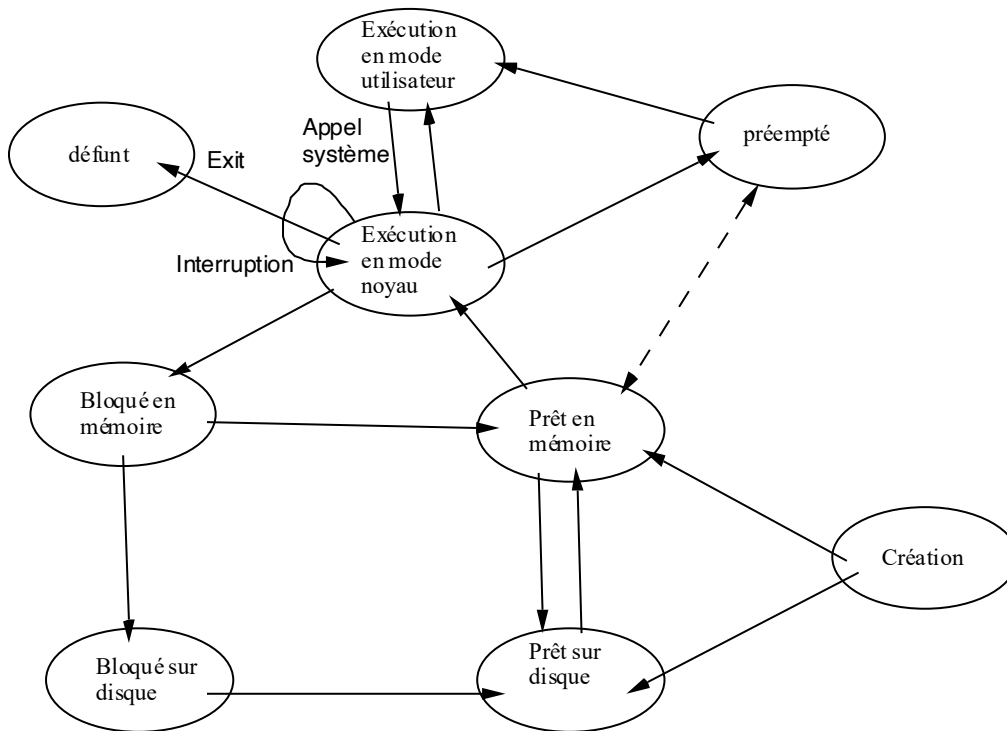 Exécution
en mode
utilisateur
préempté
Appel
système
défunt
Exit
Exécution
en mode
noyau
Interruption
Bloqué en
mémoire
Prêt en
mémoire
Création
Bloqué sur
disque
Prêt sur
disque